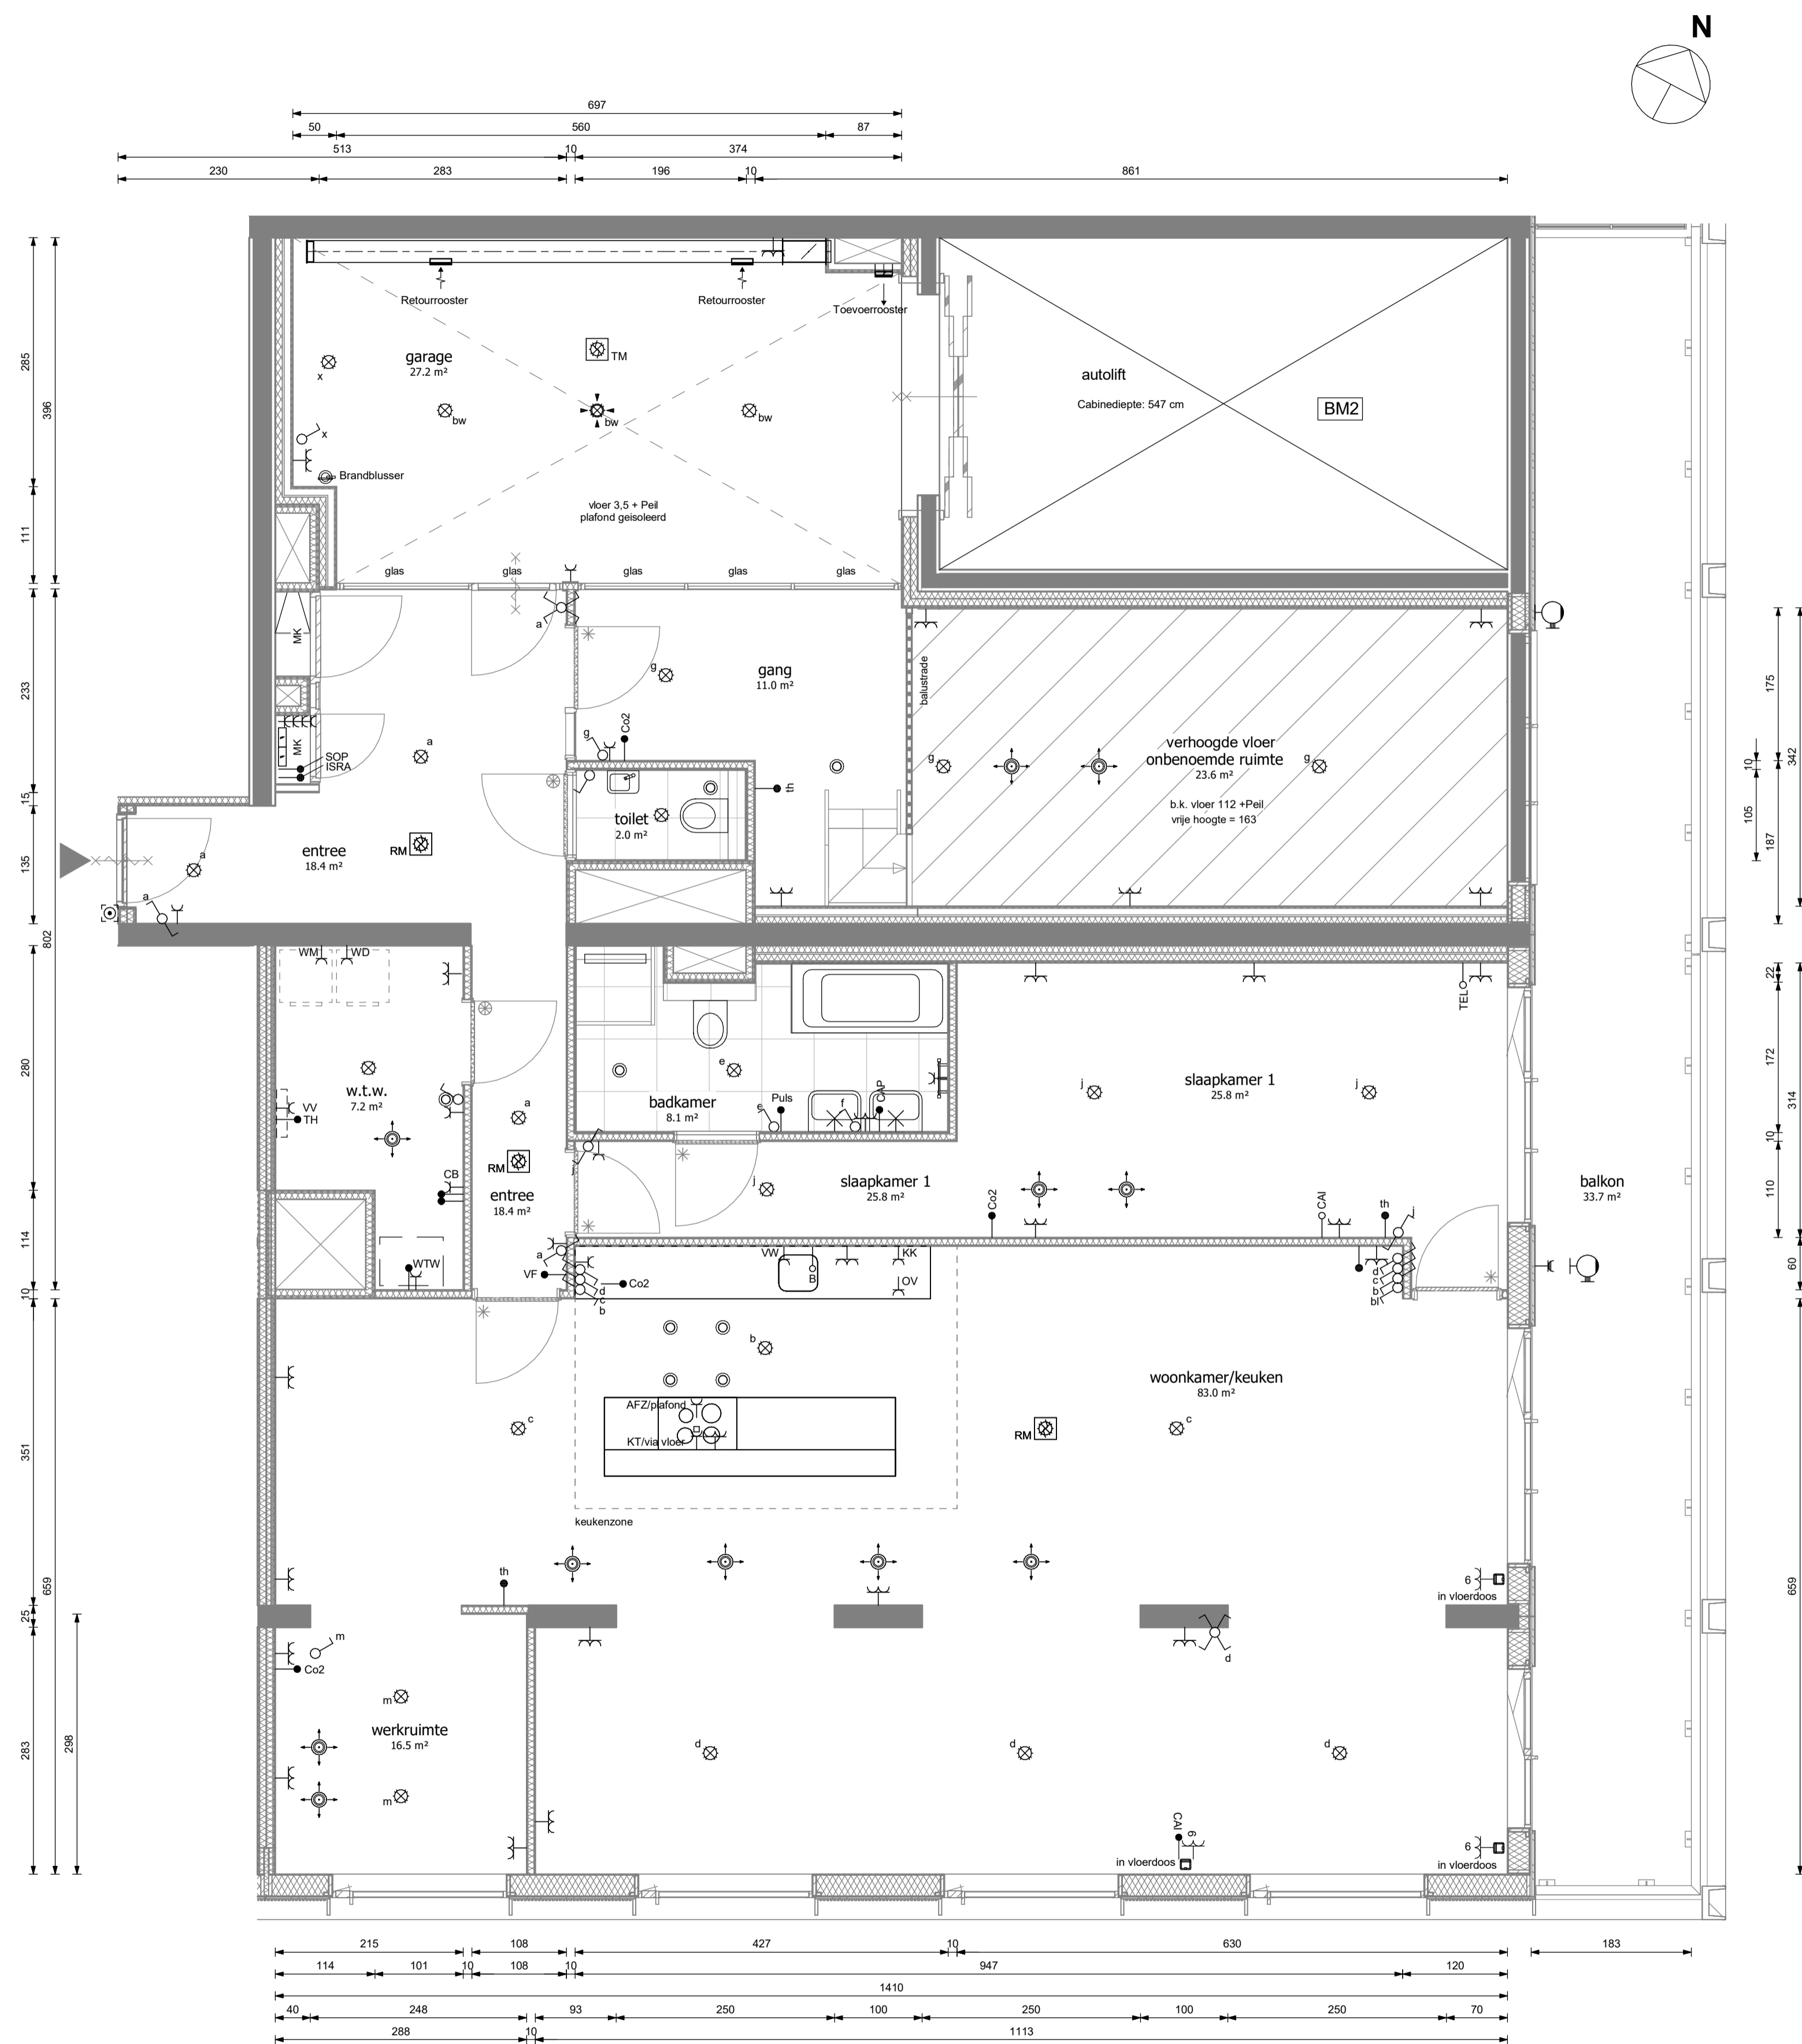 N
697
50 560 87
513 10 374
230 283 196 10 861
Retourrooster
Retourrooster
Toevoerrooster
garage
27.2 m²
TM
x
bw
bw
bw
x
Brandblusser
vloer 3,5 + Peil
plafond geisoleerd
autolift
Cabinediepte: 547 cm
BM2
glas glas glas glas glas
285
396
111
233
15
135
802
280
114
10
351
659
25
283
298
MK
MK
SOP
ISRA
a
a
g
gang
11.0 m²
g
Co2
balustrade
verhoogde vloer
onbenoemde ruimte
23.6 m²
g
g
b.k. vloer 112 +Peil
vrije hoogte = 163
th
toilet
2.0 m²
entree
18.4 m²
RM
a
a
175
342
10
105
187
22
172
314
10
110
60
659
WM
WD
w.t.w.
7.2 m²
VV
TH
CB
WTW
a
RM
entree
18.4 m²
a
VF
badkamer
8.1 m²
e
e
Puls
f
CAP
j
TEL
slaapkamer 1
25.8 m²
j
j
slaapkamer 1
25.8 m²
j
Co2
CAI
th
j
balkon
33.7 m²
d
c
b
Co2
VW
B
KK
OV
d
c
b
bl
b
woonkamer/keuken
83.0 m²
AFZ/plafond
KT/via vloer
c
RM
c
keukenzone
th
6
in vloerdoos
m
Co2
d
m
werkruimte
16.5 m²
m
d
d
d
CAI
6
in vloerdoos
6
in vloerdoos
215 108 427 10 630 183
114 101 10 108 10 947 120
1410
40 248 93 250 100 250 100 250 70
288 10 1113